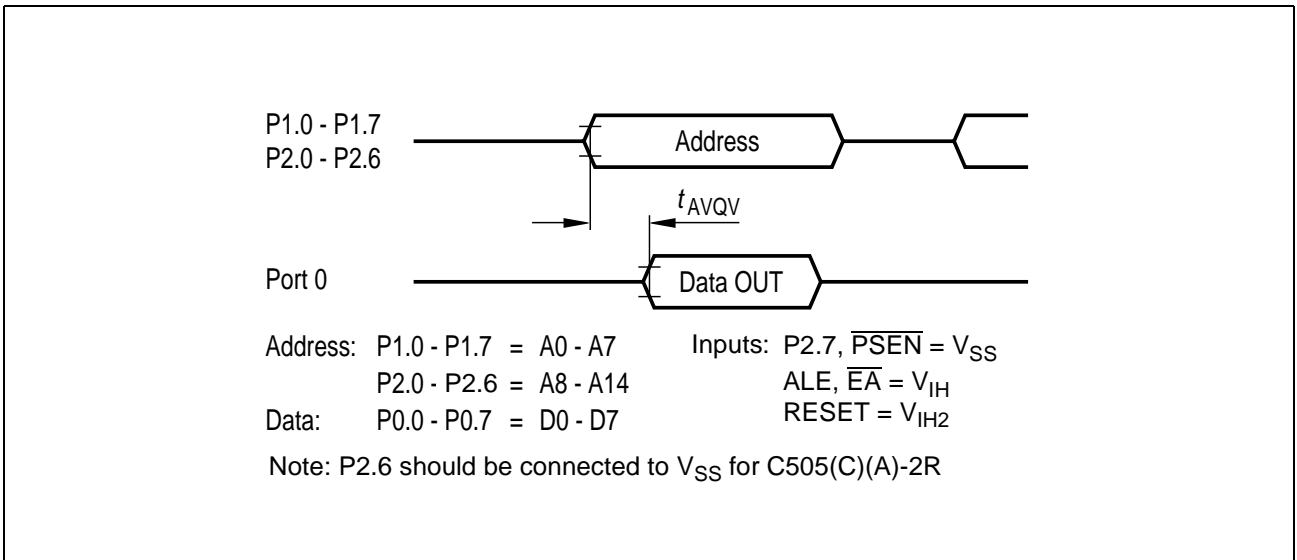 P1.0 - P1.7
P2.0 - P2.6
Address
t AVQV
Port 0
Data OUT
Address: P1.0 - P1.7 = A0 - A7
P2.0 - P2.6 = A8 - A14
Data: P0.0 - P0.7 = D0 - D7
Inputs: P2.7, PSEN = VSS
ALE, EA = VIH
RESET = VIH2
Note: P2.6 should be connected to VSS for C505(C)(A)-2R